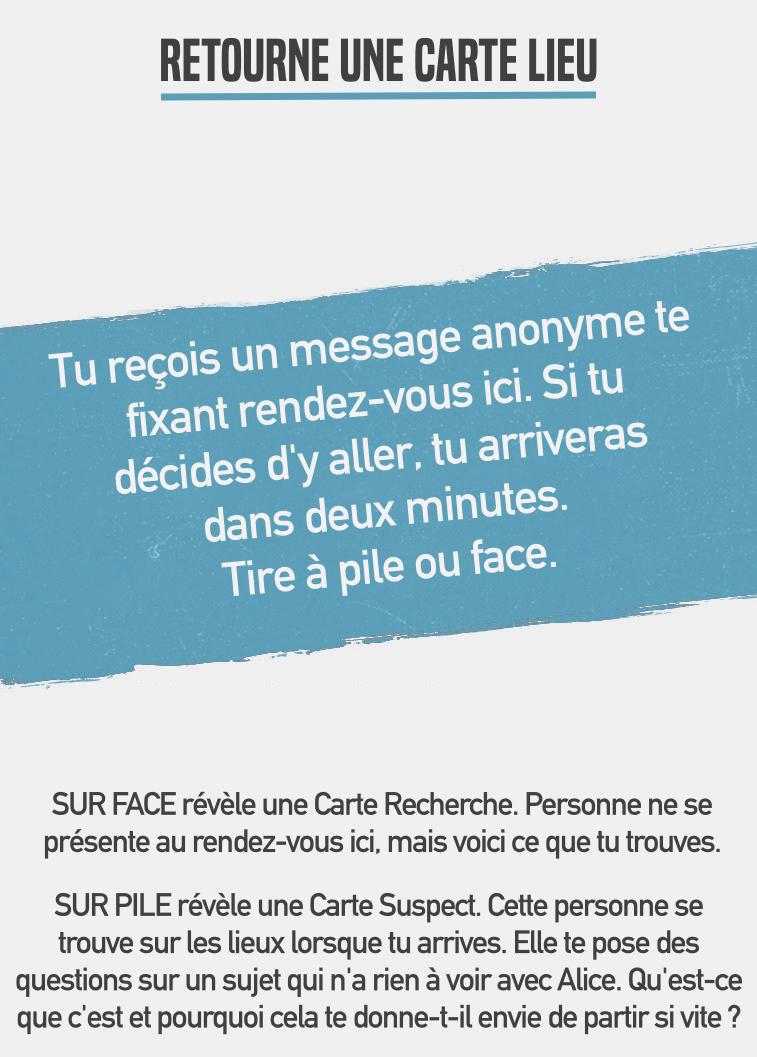 RETOURNE UNE CARTE LIEU
Tu reçois un message anonyme te
fixant rendez-vous ici. Si tu
décides d'y aller, tu arriveras
dans deux minutes.
Tire à pile ou face.
SUR FACE révèle une Carte Recherche. Personne ne se
présente au rendez-vous ici, mais voici ce que tu trouves.
SUR PILE révèle une Carte Suspect. Cette personne se
trouve sur les lieux lorsque tu arrives. Elle te pose des
questions sur un sujet qui n'a rien à voir avec Alice. Qu'est-ce
que c'est et pourquoi cela te donne-t-il envie de partir si vite ?